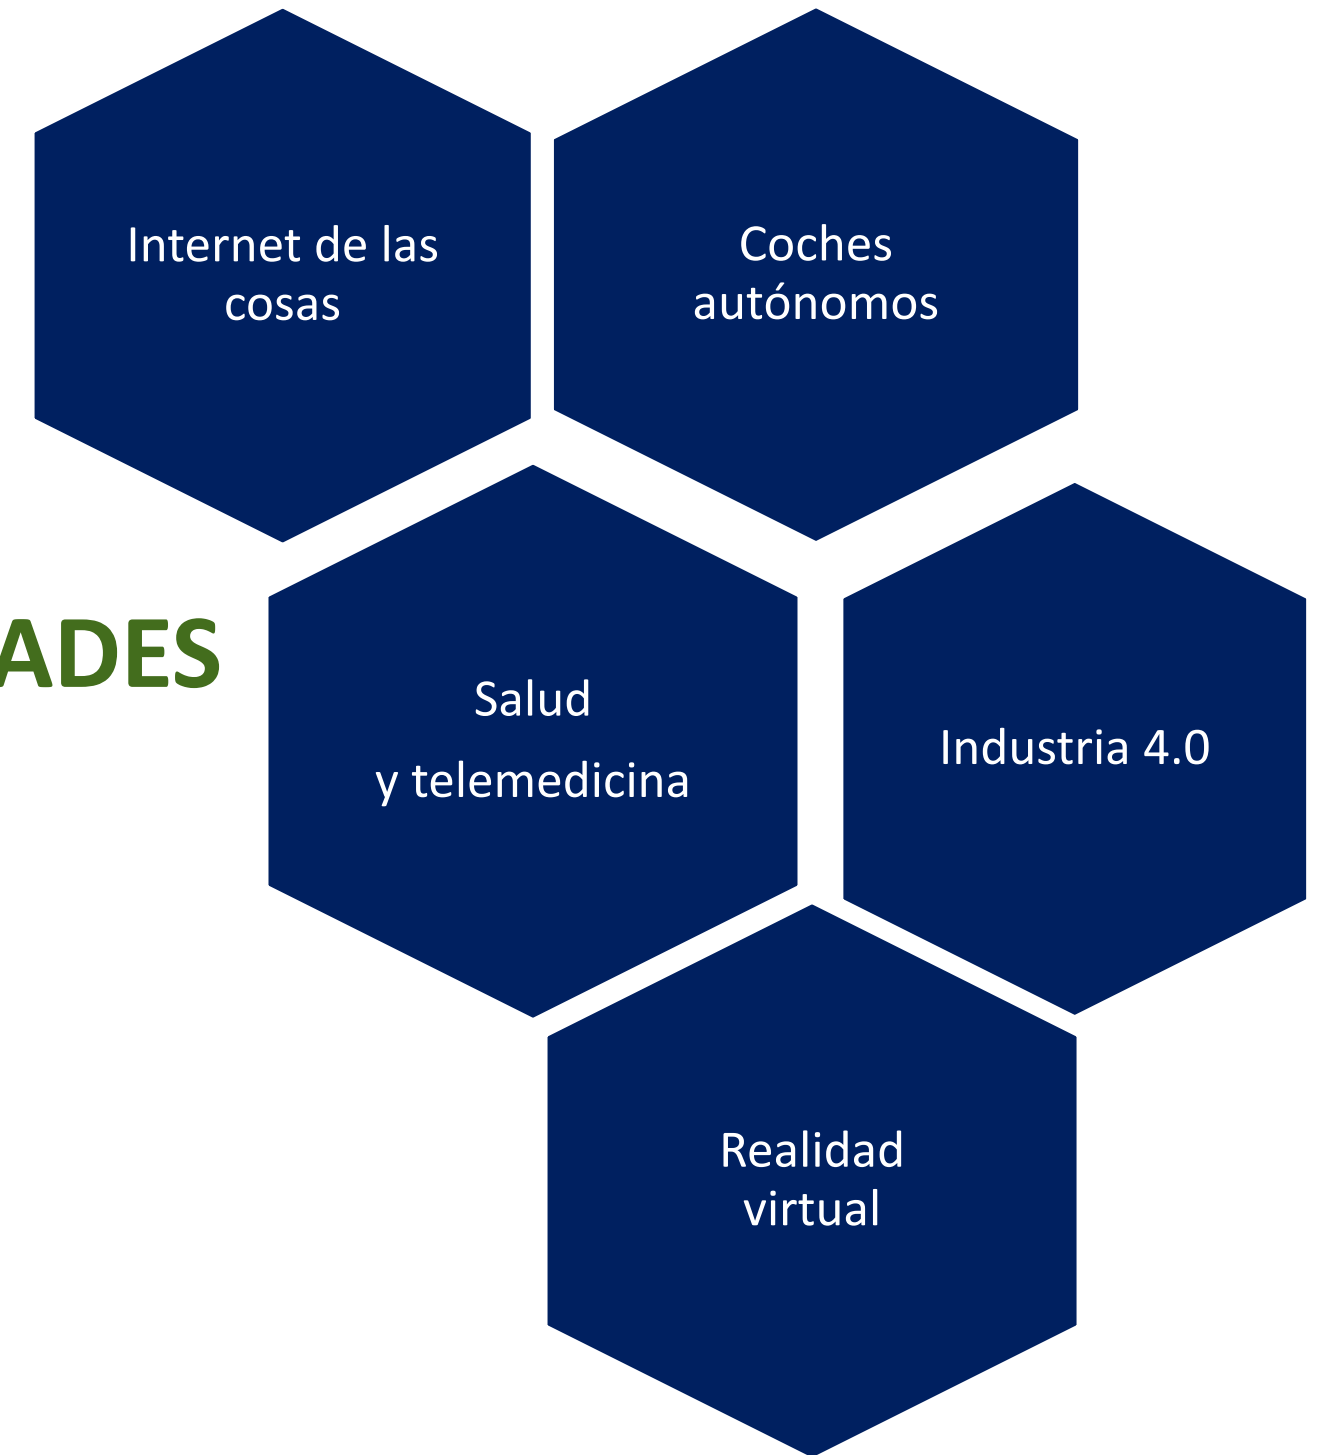 Internet de las
cosas
Coches
autónomos
ADES
Salud
y telemedicina
Industria 4.0
Realidad
virtual